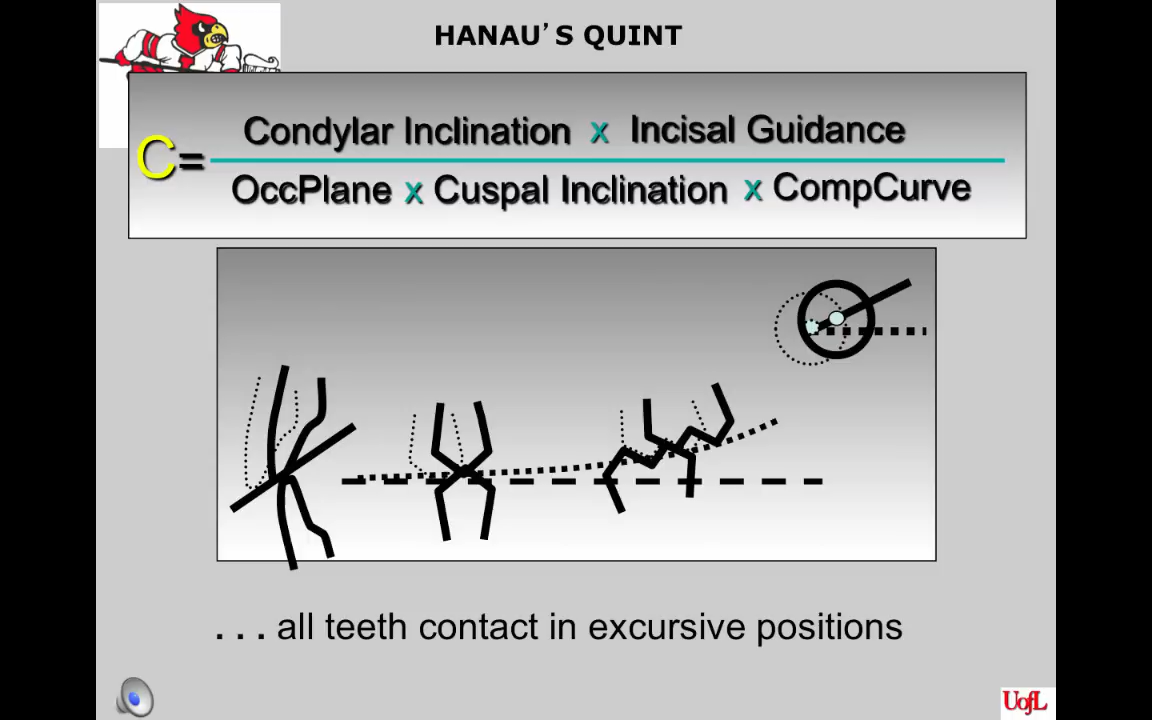 HANAU’S QUINT
Condylar Inclination x Incisal Guidance
C=
OccPlane x Cuspal Inclination x CompCurve
. . . all teeth contact in excursive positions
UofL